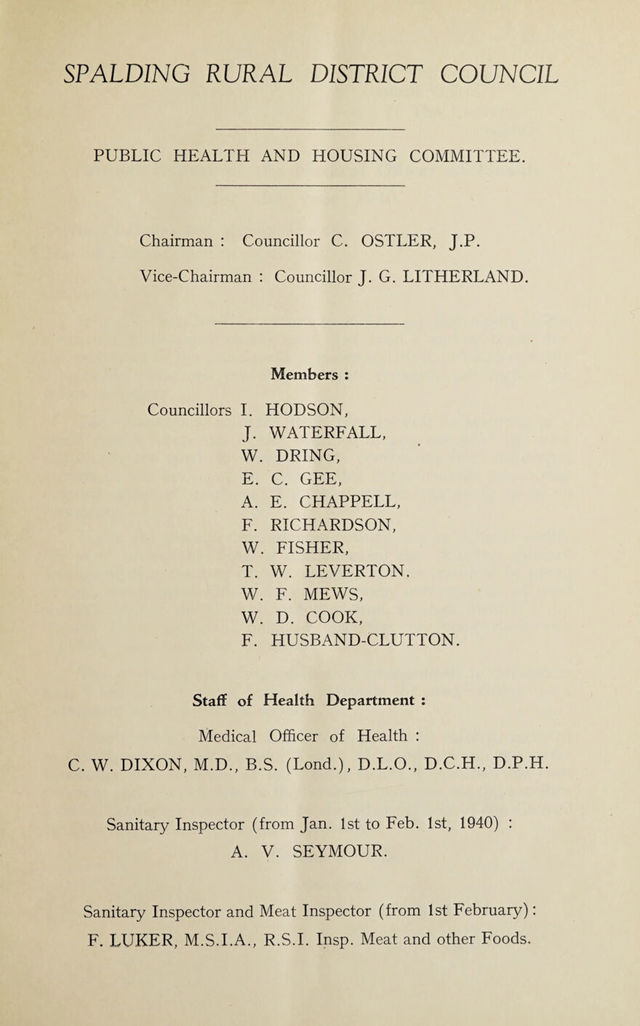 SPALDING RURAL DISTRICT COUNCIL
PUBLIC HEALTH AND HOUSING COMMITTEE.
Chairman : Councillor C. OSTLER, J.P.
Vice-Chairman : Councillor J. G. LITHERLAND.
Members :
Councillors I. HODSON,
J. WATERFALL,
W. DRING,
E. C. GEE,
A. E. CHAPPELL,
F. RICHARDSON,
W. FISHER,
T. W. LEVERTON.
W. F. MEWS,
W. D. COOK,
F. HUSBAND-CLUTTON.
Staff of Health Department :
Medical Officer of Health :
C. W. DIXON, M.D., B.S. (Lond.), D.L.O., D.C.H., D.P.H.
Sanitary Inspector (from Jan. 1st to Feb. 1st, 1940) :
A. V. SEYMOUR.
Sanitary Inspector and Meat Inspector (from 1st February) :
F. LUKER, M.S.I.A., R.S.I. Insp. Meat and other Foods.